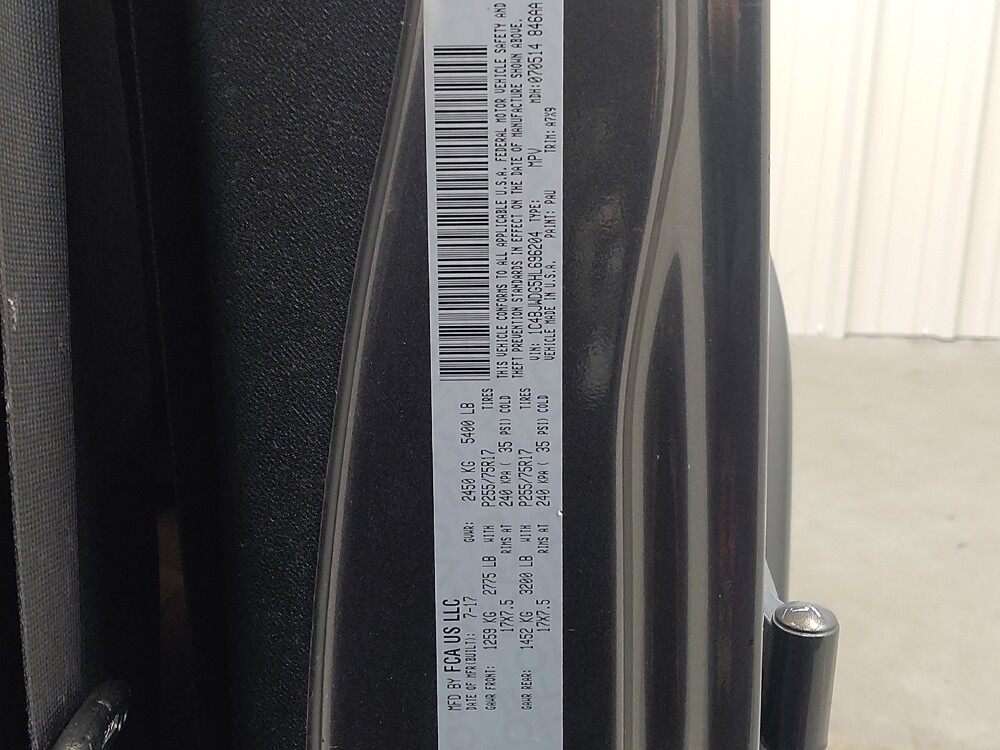 MFD BY FCA US LLC
DATE OF MFR(BUILT): 7-17 GVWR: 2450 KG 5400 LB
GAWR FRONT: 1259 KG 2775 LB WITH P255/75R17 TIRES
17X7.5 RIMS AT 240 KPA ( 35 PSI) COLD
GAWR REAR: 1452 KG 3200 LB WITH P255/75R17 TIRES
17X7.5 RIMS AT 240 KPA ( 35 PSI) COLD
THIS VEHICLE CONFORMS TO ALL APPLICABLE U.S.A. FEDERAL MOTOR VEHICLE SAFETY AND
THEFT PREVENTION STANDARDS IN EFFECT ON THE DATE OF MANUFACTURE SHOWN ABOVE.
VIN: 1C4BJWDG5HL696204 TYPE: MPV MDH:070514 846AA
VEHICLE MADE IN U.S.A. PAINT: PAU TRIM: A7X9